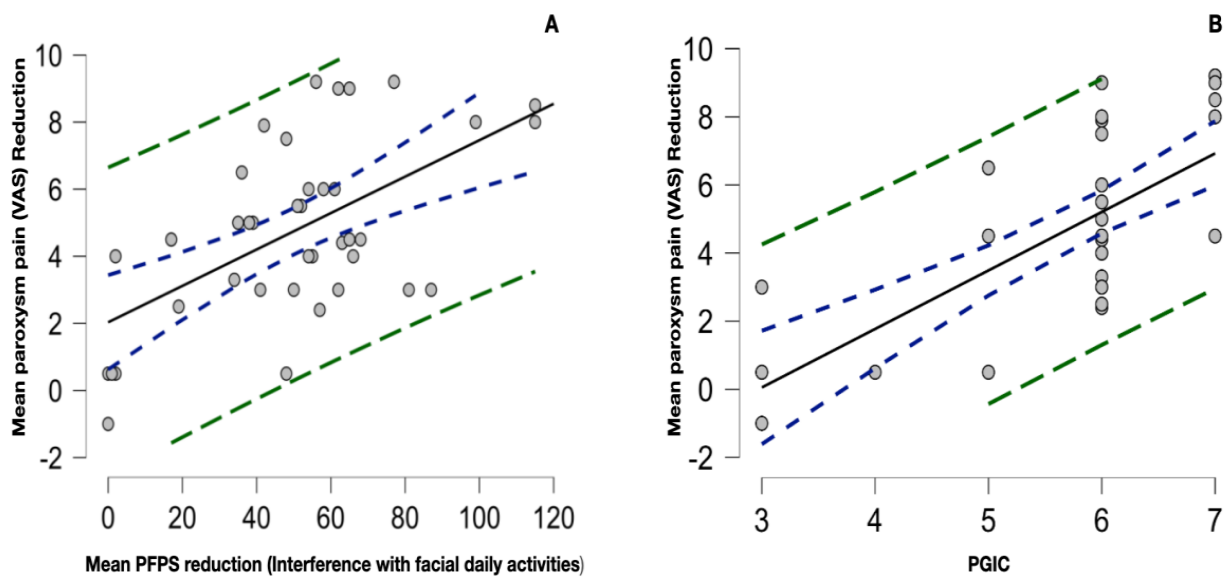 A
Mean paroxysm pain (VAS) Reduction
10
8
6
4
2
0
-2
0 20 40 60 80 100 120
Mean PFPS reduction (Interference with facial daily activities)
B
Mean paroxysm pain (VAS) Reduction
10
8
6
4
2
0
-2
3 4 5 6 7
PGIC